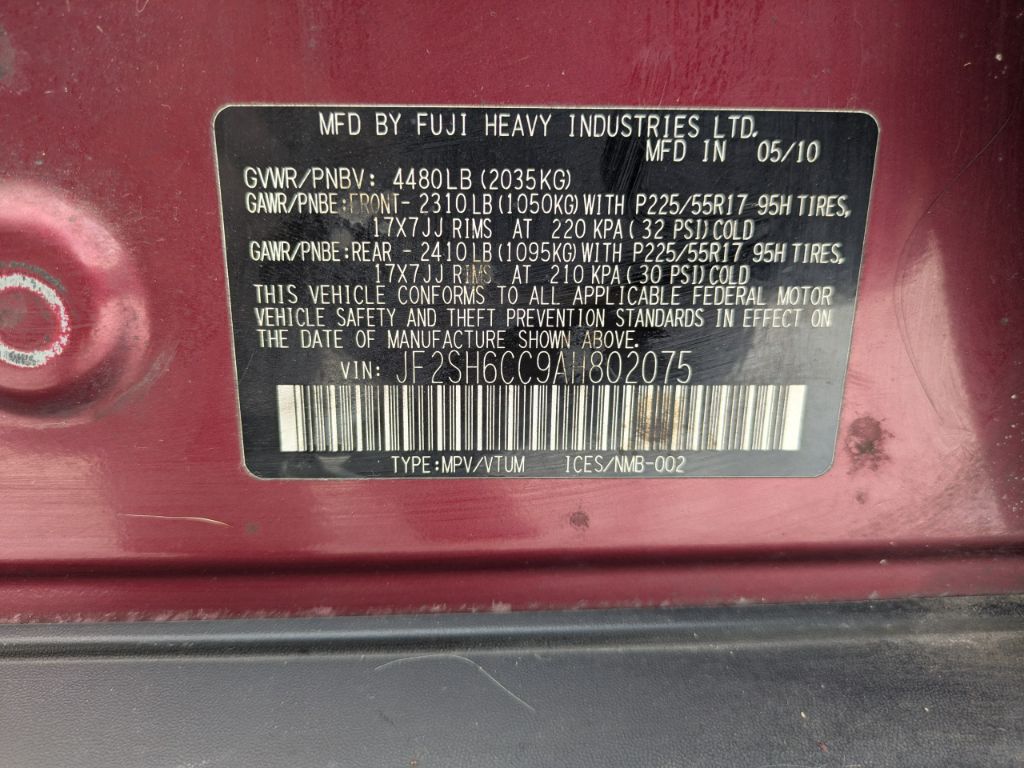 MFD BY FUJI HEAVY INDUSTRIES LTD.
MFD IN 05/10
GVWR/PNBV: 4480LB (2035KG)
GAWR/PNBE:FRONT- 2310LB (1050KG) WITH P225/55R17 95H TIRES,
17X7JJ RIMS AT 220 KPA ( 32 PSI) COLD
GAWR/PNBE:REAR - 2410LB (1095KG) WITH P225/55R17 95H TIRES,
17X7JJ RIMS AT 210 KPA ( 30 PSI) COLD
THIS VEHICLE CONFORMS TO ALL APPLICABLE FEDERAL MOTOR
VEHICLE SAFETY AND THEFT PREVENTION STANDARDS IN EFFECT ON
THE DATE OF MANUFACTURE SHOWN ABOVE.
VIN: JF2SH6CC9AH802075
TYPE:MPV/VTUM ICES/NMB-002